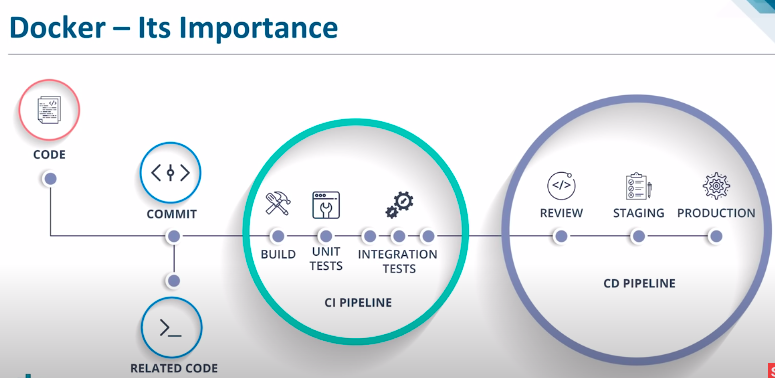 Docker – Its Importance
CODE
COMMIT
RELATED CODE
BUILD
UNIT
TESTS
INTEGRATION
TESTS
CI PIPELINE
REVIEW
STAGING
PRODUCTION
CD PIPELINE